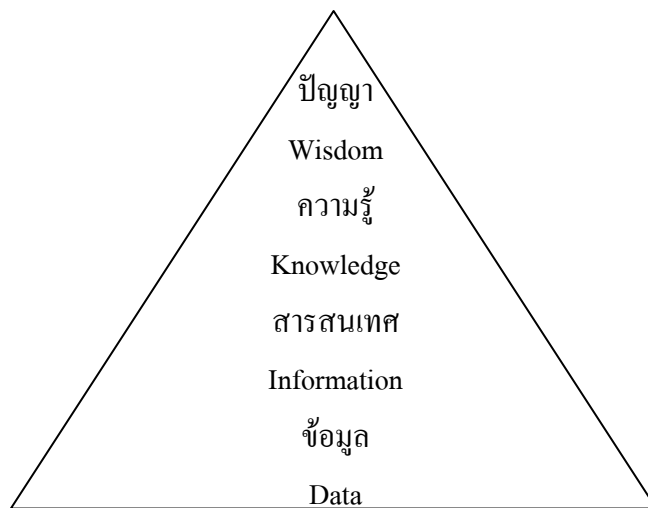 ปัญญา
Wisdom
ความรู้
Knowledge
สารสนเทศ
Information
ข้อมูล
Data